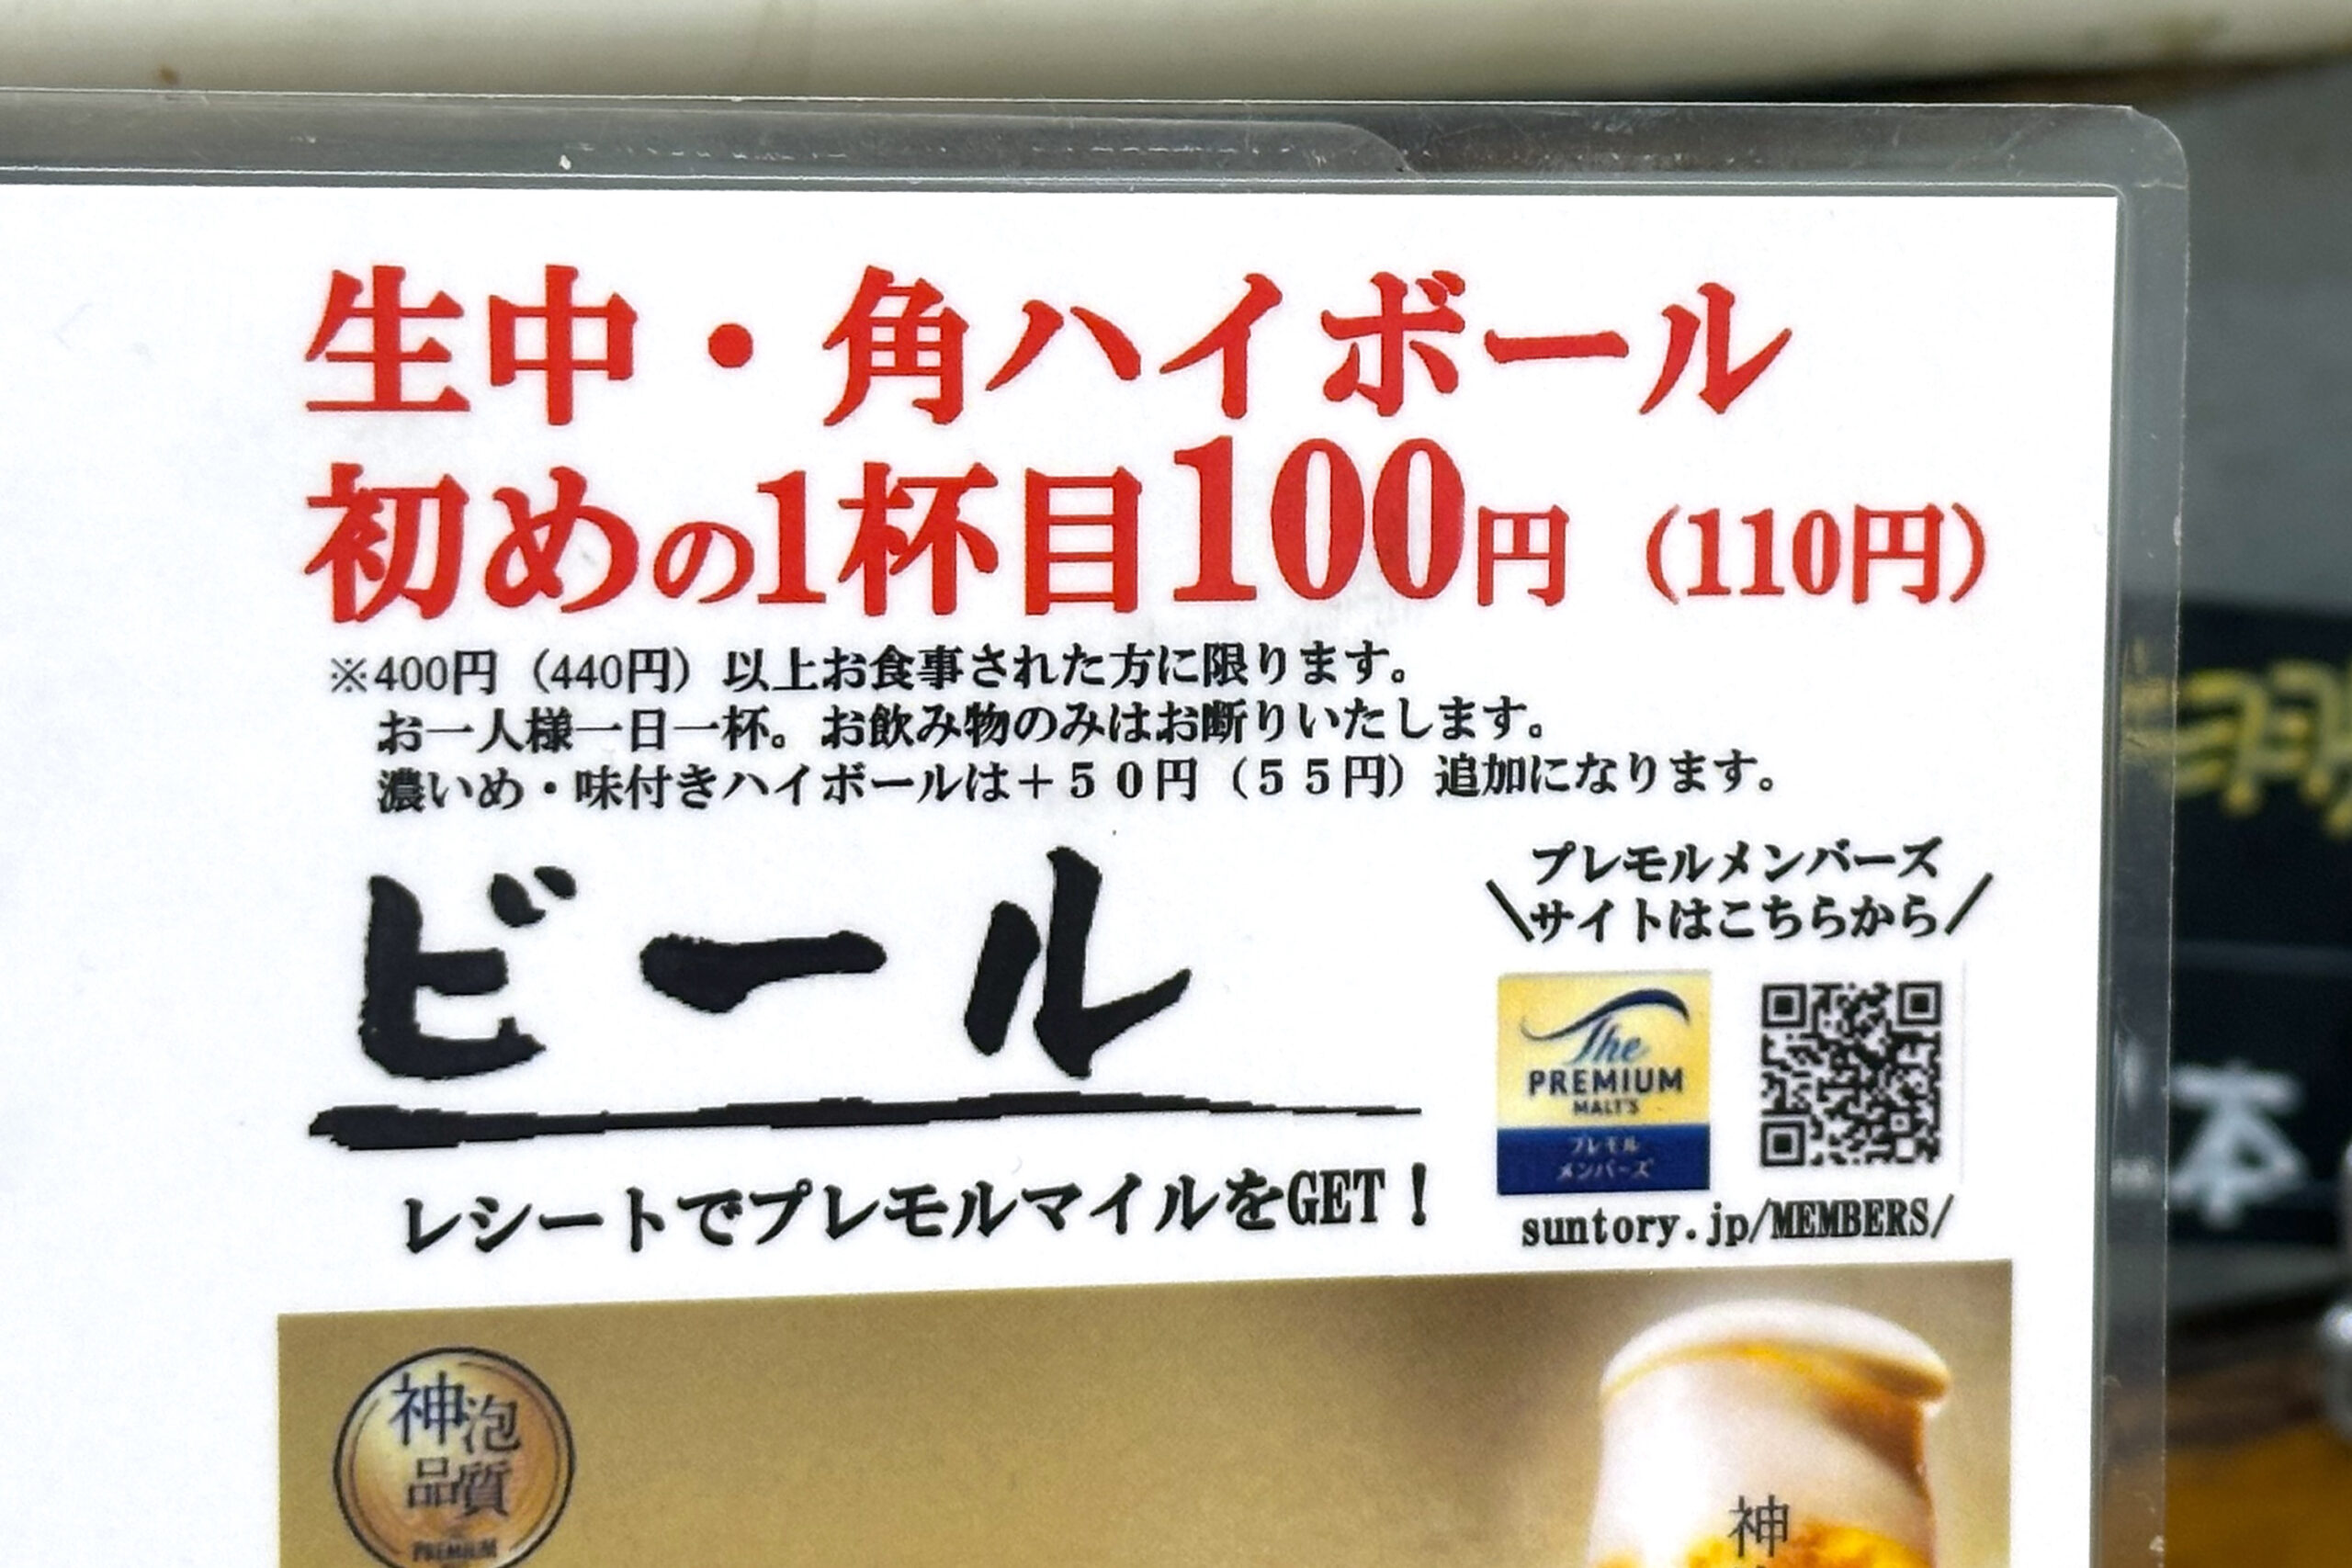 生中・角ハイボール
初めの1杯目100円（110円）
※400円（440円）以上お食事された方に限ります。
お一人様一日一杯。お飲み物のみはお断りいたします。
濃いめ・味付きハイボールは＋５０円（５５円）追加になります。
ビール
プレモルメンバーズ
＼サイトはこちらから／
The
PREMIUM
MALT'S
プレモル
メンバーズ
suntory.jp/MEMBERS/
レシートでプレモルマイルをGET！
神泡
品質
PREMIUM
神
本